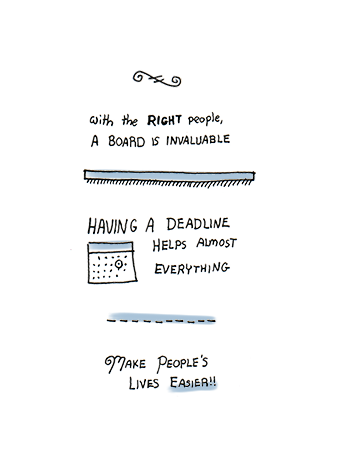 with the RIGHT people,
A BOARD IS INVALUABLE
HAVING A DEADLINE
HELPS ALMOST
EVERYTHING
MAKE PEOPLE'S
LIVES EASIER!!